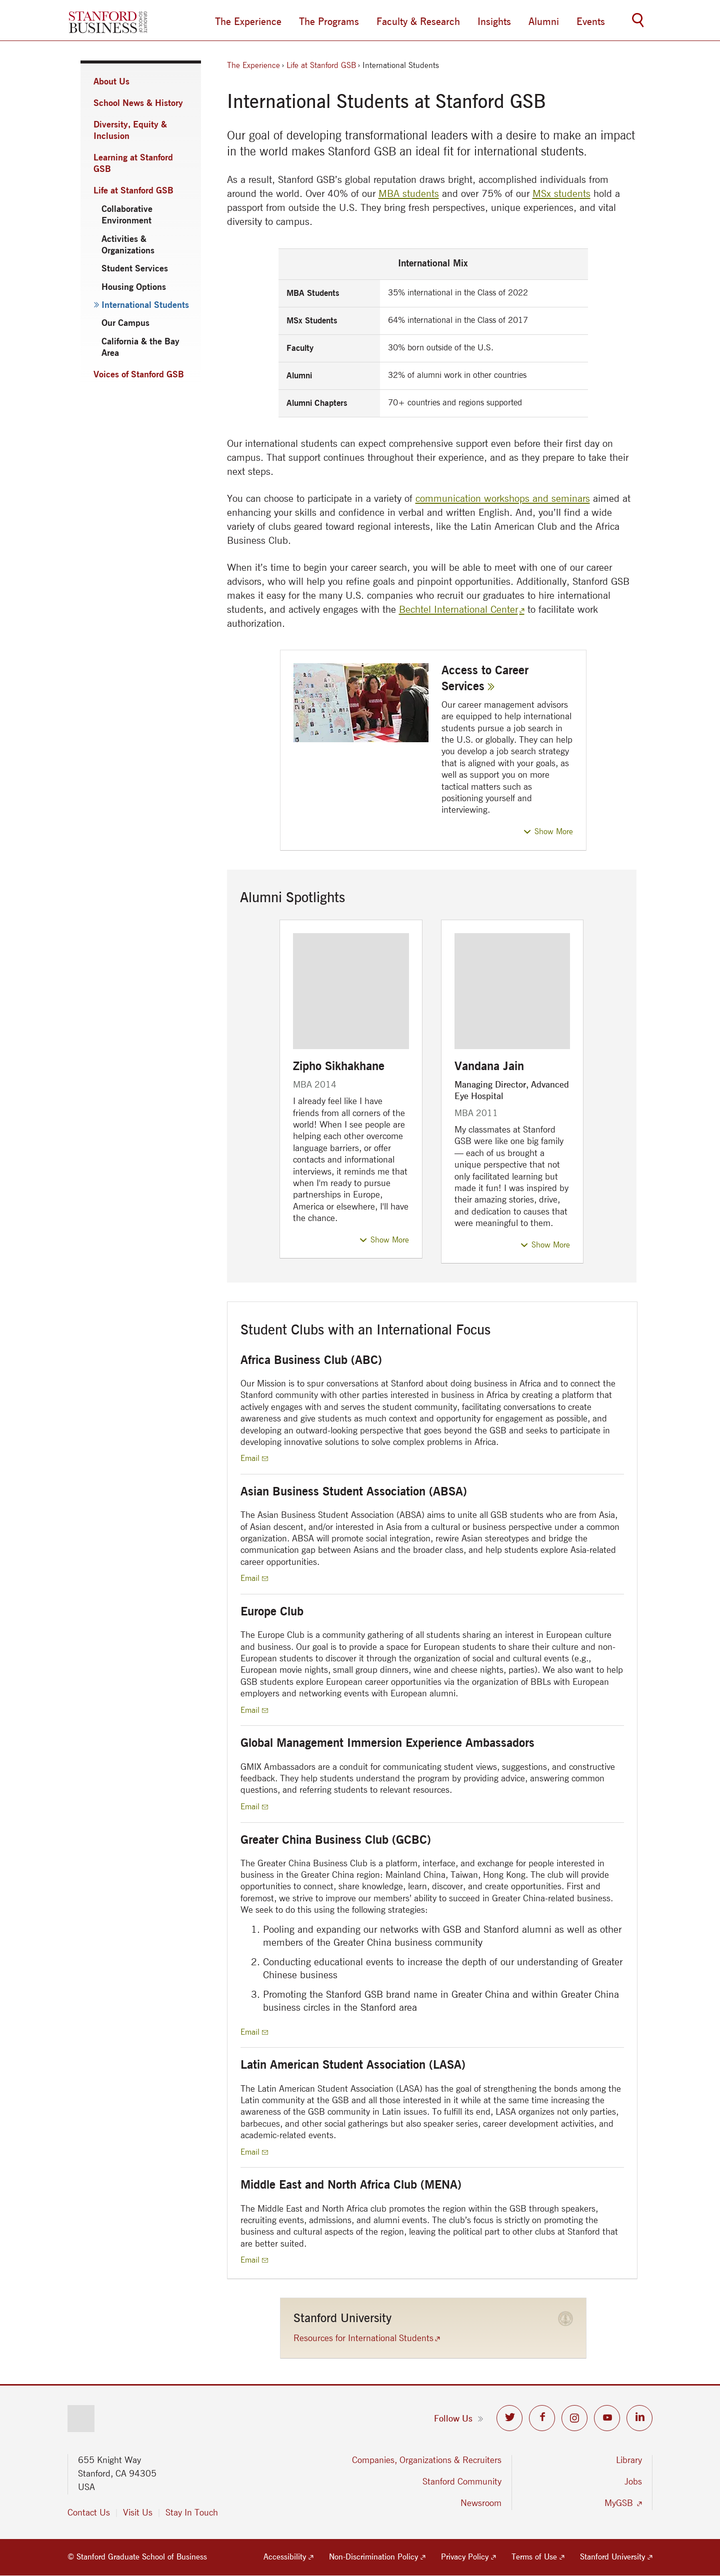 STANFORD
BUSINESS
GRADUATE
SCHOOL OF
The Experience
The Programs
Faculty & Research
Insights
Alumni
Events
About Us
School News & History
Diversity, Equity &
Inclusion
Learning at Stanford
GSB
Life at Stanford GSB
Collaborative
Environment
Activities &
Organizations
Student Services
Housing Options
» International Students
Our Campus
California & the Bay
Area
Voices of Stanford GSB
The Experience › Life at Stanford GSB › International Students
International Students at Stanford GSB
Our goal of developing transformational leaders with a desire to make an impact
in the world makes Stanford GSB an ideal fit for international students.
As a result, Stanford GSB's global reputation draws bright, accomplished individuals from
around the world. Over 40% of our MBA students and over 75% of our MSx students hold a
passport from outside the U.S. They bring fresh perspectives, unique experiences, and vital
diversity to campus.
International Mix
MBA Students 35% international in the Class of 2022
MSx Students 64% international in the Class of 2017
Faculty 30% born outside of the U.S.
Alumni 32% of alumni work in other countries
Alumni Chapters 70+ countries and regions supported
Our international students can expect comprehensive support even before their first day on
campus. That support continues throughout their experience, and as they prepare to take their
next steps.
You can choose to participate in a variety of communication workshops and seminars aimed at
enhancing your skills and confidence in verbal and written English. And, you'll find a wide
variety of clubs geared toward regional interests, like the Latin American Club and the Africa
Business Club.
When it's time to begin your career search, you will be able to meet with one of our career
advisors, who will help you refine goals and pinpoint opportunities. Additionally, Stanford GSB
makes it easy for the many U.S. companies who recruit our graduates to hire international
students, and actively engages with the Bechtel International Center to facilitate work
authorization.
Access to Career
Services »
Our career management advisors
are equipped to help international
students pursue a job search in
the U.S. or globally. They can help
you develop a job search strategy
that is aligned with your goals, as
well as support you on more
tactical matters such as
positioning yourself and
interviewing.
Show More
Alumni Spotlights
Zipho Sikhakhane
MBA 2014
I already feel like I have
friends from all corners of the
world! When I see people are
helping each other overcome
language barriers, or offer
contacts and informational
interviews, it reminds me that
when I'm ready to pursue
partnerships in Europe,
America or elsewhere, I'll have
the chance.
Show More
Vandana Jain
Managing Director, Advanced
Eye Hospital
MBA 2011
My classmates at Stanford
GSB were like one big family
— each of us brought a
unique perspective that not
only facilitated learning but
made it fun! I was inspired by
their amazing stories, drive,
and dedication to causes that
were meaningful to them.
Show More
Student Clubs with an International Focus
Africa Business Club (ABC)
Our Mission is to spur conversations at Stanford about doing business in Africa and to connect the
Stanford community with other parties interested in business in Africa by creating a platform that
actively engages with and serves the student community, facilitating conversations to create
awareness and give students as much context and opportunity for engagement as possible, and
developing an outward-looking perspective that goes beyond the GSB and seeks to participate in
developing innovative solutions to solve complex problems in Africa.
Email
Asian Business Student Association (ABSA)
The Asian Business Student Association (ABSA) aims to unite all GSB students who are from Asia,
of Asian descent, and/or interested in Asia from a cultural or business perspective under a common
organization. ABSA will promote social integration, rewire Asian stereotypes and bridge the
communication gap between Asians and the broader class, and help students explore Asia-related
career opportunities.
Email
Europe Club
The Europe Club is a community gathering of all students sharing an interest in European culture
and business. Our goal is to provide a space for European students to share their culture and non-
European students to discover it through the organization of social and cultural events (e.g.,
European movie nights, small group dinners, wine and cheese nights, parties). We also want to help
GSB students explore European career opportunities via the organization of BBLs with European
employers and networking events with European alumni.
Email
Global Management Immersion Experience Ambassadors
GMIX Ambassadors are a conduit for communicating student views, suggestions, and constructive
feedback. They help students understand the program by providing advice, answering common
questions, and referring students to relevant resources.
Email
Greater China Business Club (GCBC)
The Greater China Business Club is a platform, interface, and exchange for people interested in
business in the Greater China region: Mainland China, Taiwan, Hong Kong. The club will provide
opportunities to connect, share knowledge, learn, discover, and create opportunities. First and
foremost, we strive to improve our members' ability to succeed in Greater China-related business.
We seek to do this using the following strategies:
1. Pooling and expanding our networks with GSB and Stanford alumni as well as other
members of the Greater China business community
2. Conducting educational events to increase the depth of our understanding of Greater
Chinese business
3. Promoting the Stanford GSB brand name in Greater China and within Greater China
business circles in the Stanford area
Email
Latin American Student Association (LASA)
The Latin American Student Association (LASA) has the goal of strengthening the bonds among the
Latin community at the GSB and all those interested in it while at the same time increasing the
awareness of the GSB community in Latin issues. To fulfill its end, LASA organizes not only parties,
barbecues, and other social gatherings but also speaker series, career development activities, and
academic-related events.
Email
Middle East and North Africa Club (MENA)
The Middle East and North Africa club promotes the region within the GSB through speakers,
recruiting events, admissions, and alumni events. The club's focus is strictly on promoting the
business and cultural aspects of the region, leaving the political part to other clubs at Stanford that
are better suited.
Email
Stanford University
Resources for International Students
Follow Us »
655 Knight Way
Stanford, CA 94305
USA
Contact Us
Visit Us
Stay In Touch
Companies, Organizations & Recruiters
Stanford Community
Newsroom
Library
Jobs
MyGSB
© Stanford Graduate School of Business
Accessibility
Non-Discrimination Policy
Privacy Policy
Terms of Use
Stanford University